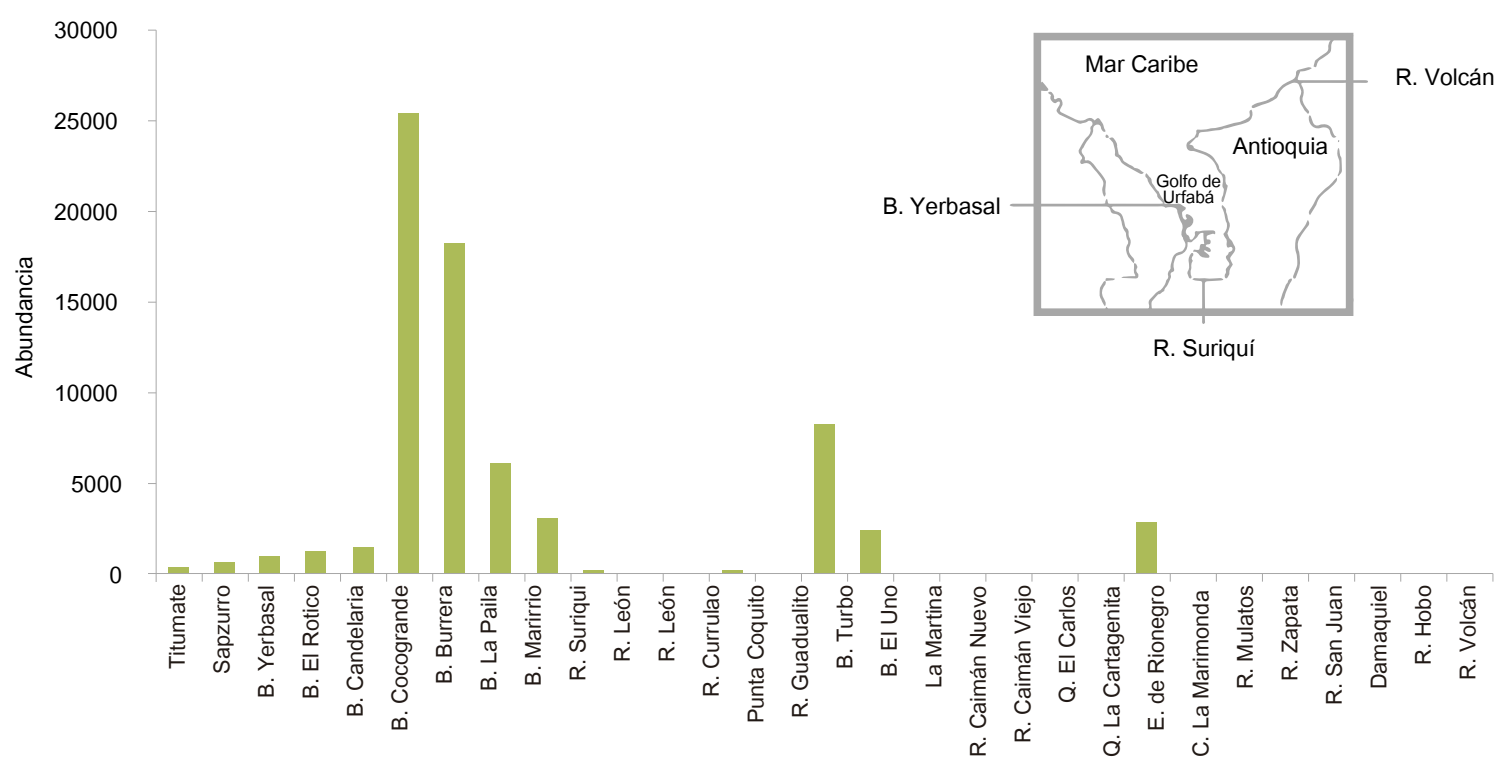 30000
25000
20000
15000
10000
5000
0
Abundancia
Titumate
Sapzurro
B. Yerbasal
B. El Rotico
B. Candelaria
B. Cocogrande
B. Burrera
B. La Paila
B. Marirrio
R. Suriqui
R. León
R. León
R. Currulao
Punta Coquito
R. Guadualito
B. Turbo
B. El Uno
La Martina
R. Caimán Nuevo
R. Caimán Viejo
Q. El Carlos
Q. La Cartagenita
E. de Rionegro
C. La Marimonda
R. Mulatos
R. Zapata
R. San Juan
Damaquiel
R. Hobo
R. Volcán
Mar Caribe
R. Volcán
Antioquia
Golfo de
Urfabá
B. Yerbasal
R. Suriquí